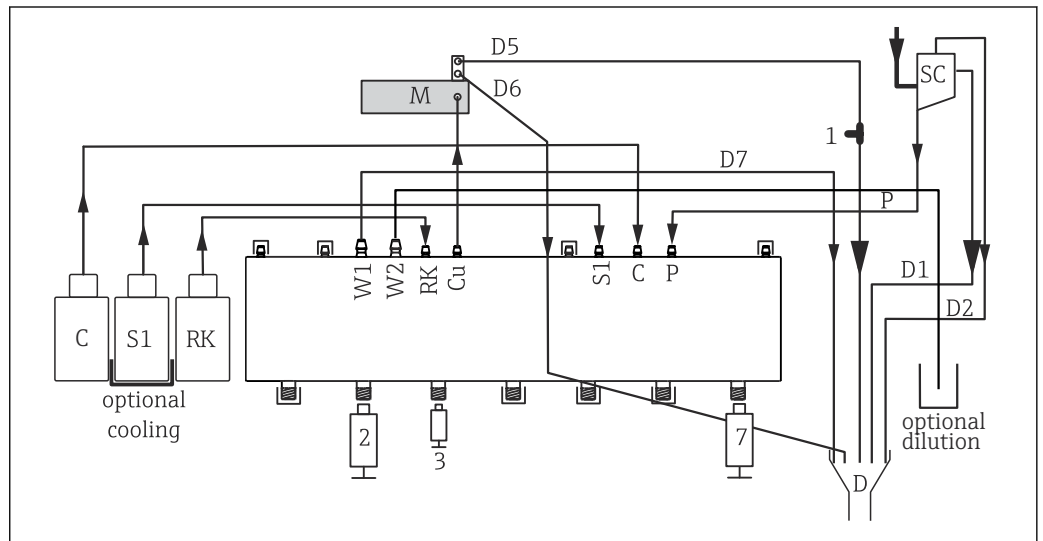 D5
SC
M
D6
1
D7
P
W1
W2
RK
Cu
S1
C
P
D1
D2
C
S1
RK
optional
cooling
optional
dilution
2
3
7
D